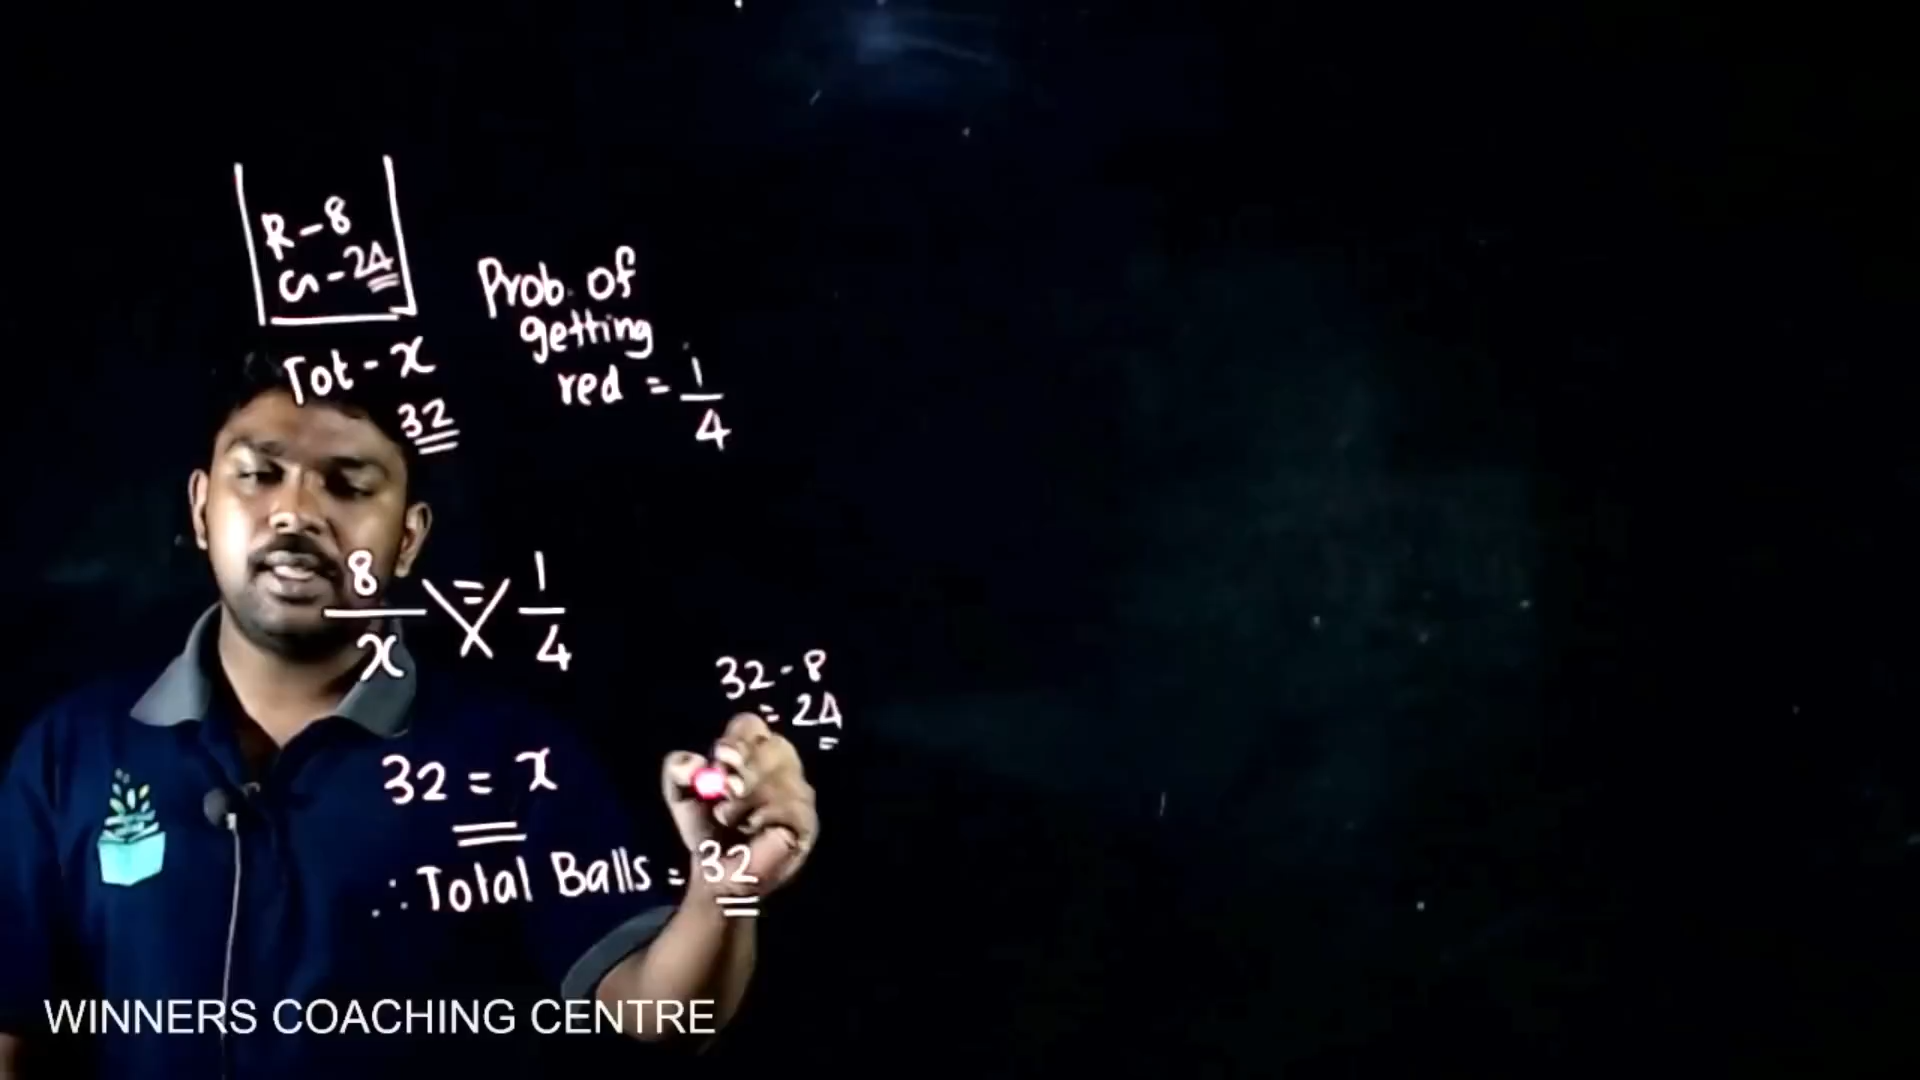 R - 8
G - 24
Tot - x
32
Prob. of
getting
red = 1/4
8/x = 1/4
32 - 8
= 24
32 = x
∴ Total Balls = 32
WINNERS COACHING CENTRE